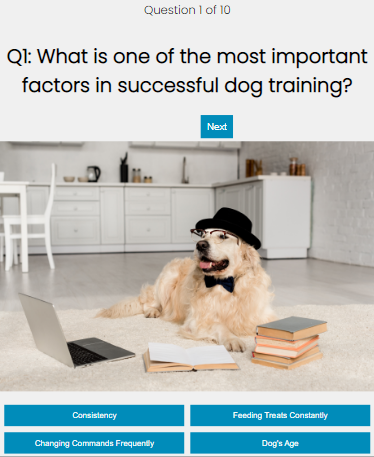 Question 1 of 10
Q1: What is one of the most important
factors in successful dog training?
Next
Consistency
Feeding Treats Constantly
Changing Commands Frequently
Dog's Age